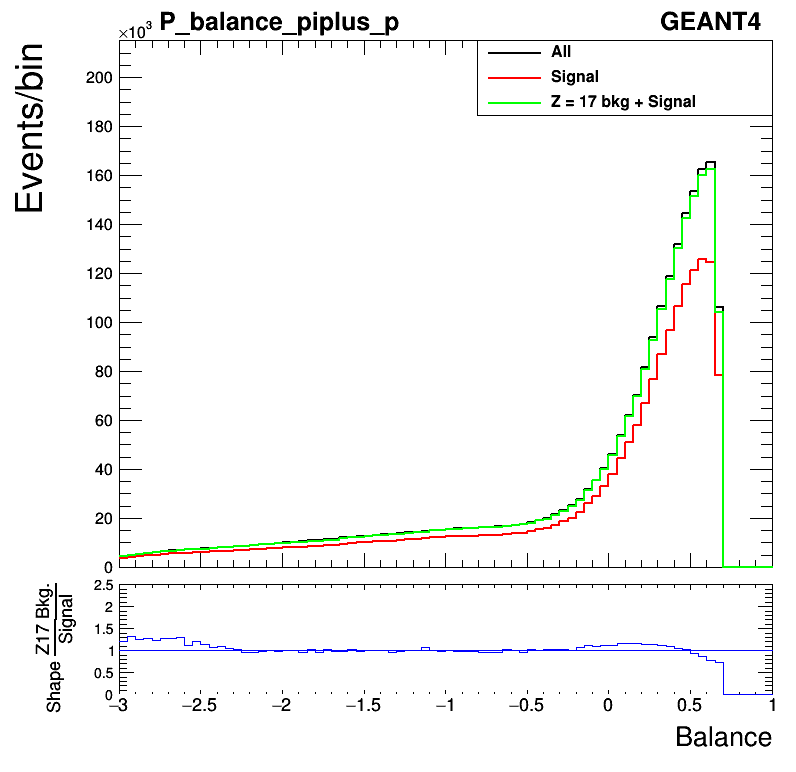 ×10³ P_balance_piplus_p GEANT4
Events/bin
All
Signal
Z = 17 bkg + Signal
200
180
160
140
120
100
80
60
40
20
0
Shape Z17 Bkg. / Signal
2.5
2
1.5
1
0.5
0
−3 −2.5 −2 −1.5 −1 −0.5 0 0.5 1
Balance